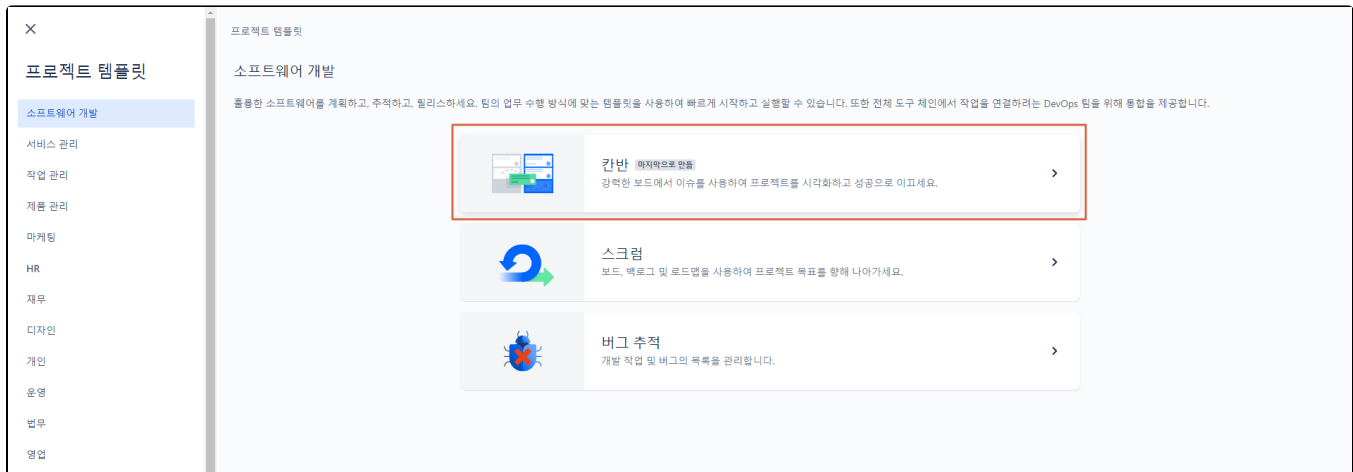 프로젝트 템플릿
소프트웨어 개발
서비스 관리
작업 관리
제품 관리
마케팅
HR
재무
디자인
개인
운영
법무
영업
프로젝트 템플릿
소프트웨어 개발
훌륭한 소프트웨어를 계획하고, 추적하고, 릴리스하세요. 팀의 업무 수행 방식에 맞는 템플릿을 사용하여 빠르게 시작하고 실행할 수 있습니다. 또한 전체 도구 체인에서 작업을 연결하려는 DevOps 팀을 위해 통합을 제공합니다.
칸반 마지막으로 만듦
강력한 보드에서 이슈를 사용하여 프로젝트를 시각화하고 성공으로 이끄세요.
스크럼
보드, 백로그 및 로드맵을 사용하여 프로젝트 목표를 향해 나아가세요.
버그 추적
개발 작업 및 버그의 목록을 관리합니다.